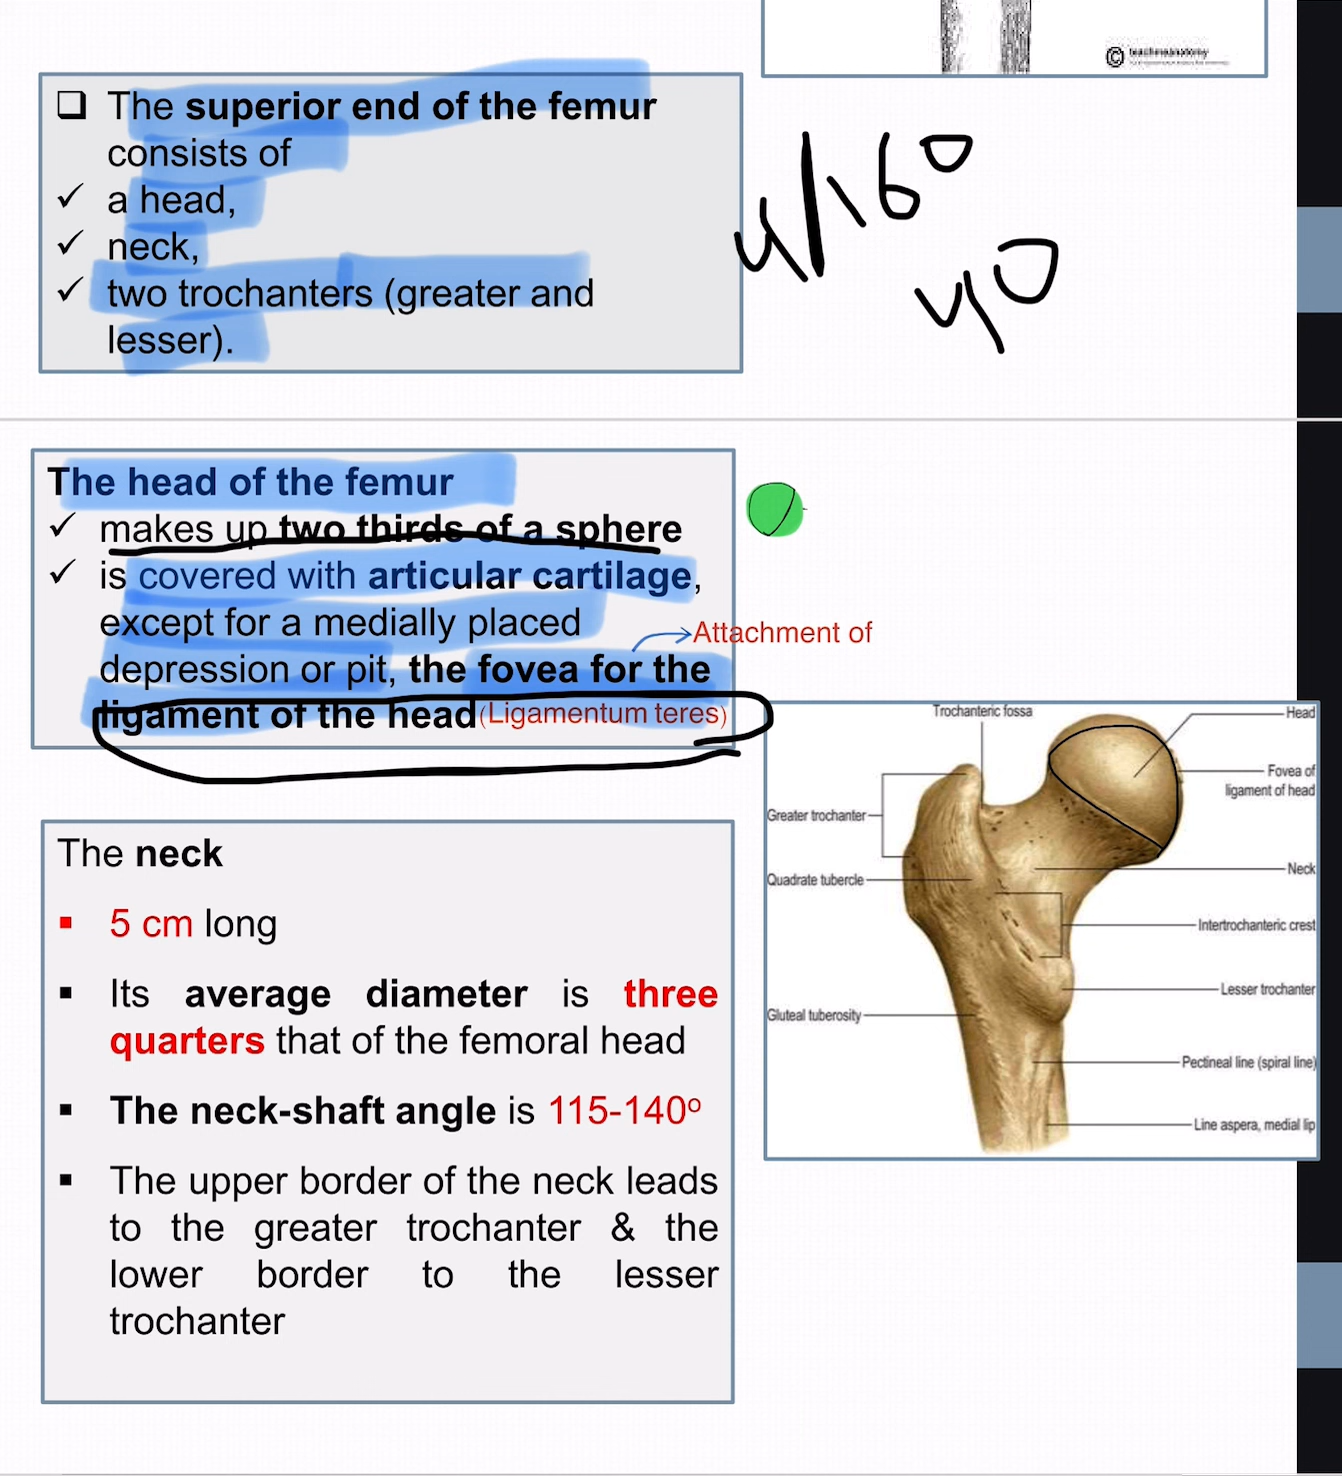 © teachmeanatomy
❑ The superior end of the femur
consists of
✓ a head,
✓ neck,
✓ two trochanters (greater and
lesser).
4/160
40
The head of the femur
✓ makes up two thirds of a sphere
✓ is covered with articular cartilage,
except for a medially placed
depression or pit, the fovea for the
ligament of the head (Ligamentum teres)
Attachment of
The neck
▪ 5 cm long
▪ Its average diameter is three
quarters that of the femoral head
▪ The neck-shaft angle is 115-140º
▪ The upper border of the neck leads
to the greater trochanter & the
lower border to the lesser
trochanter
Trochanteric fossa
Head
Fovea of
ligament of head
Greater trochanter
Neck
Quadrate tubercle
Intertrochanteric crest
Lesser trochanter
Gluteal tuberosity
Pectineal line (spiral line)
Line aspera, medial lip